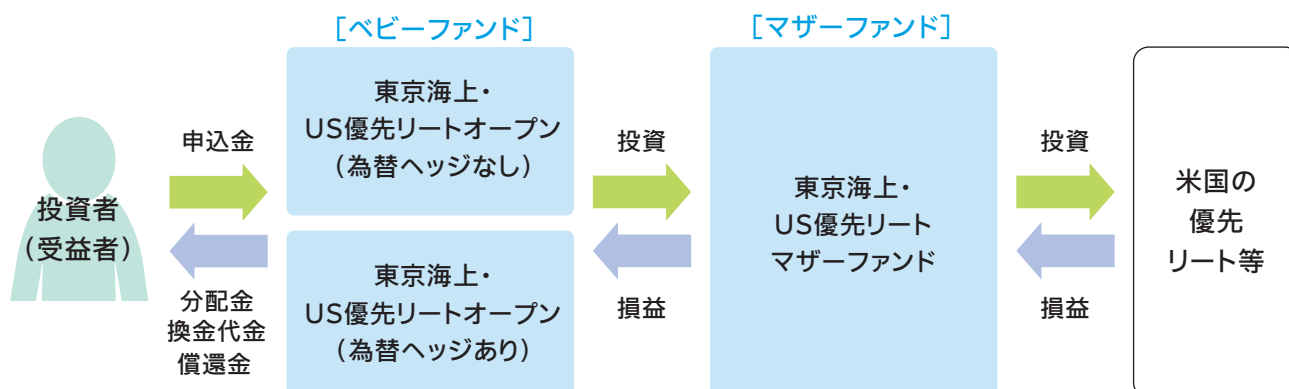 ［ベビーファンド］
［マザーファンド］
東京海上・
US優先リートオープン
（為替ヘッジなし）
申込金
投資
投資
投資者
（受益者）
東京海上・
US優先リート
マザーファンド
米国の
優先
リート等
東京海上・
US優先リートオープン
（為替ヘッジあり）
分配金
換金代金
償還金
損益
損益